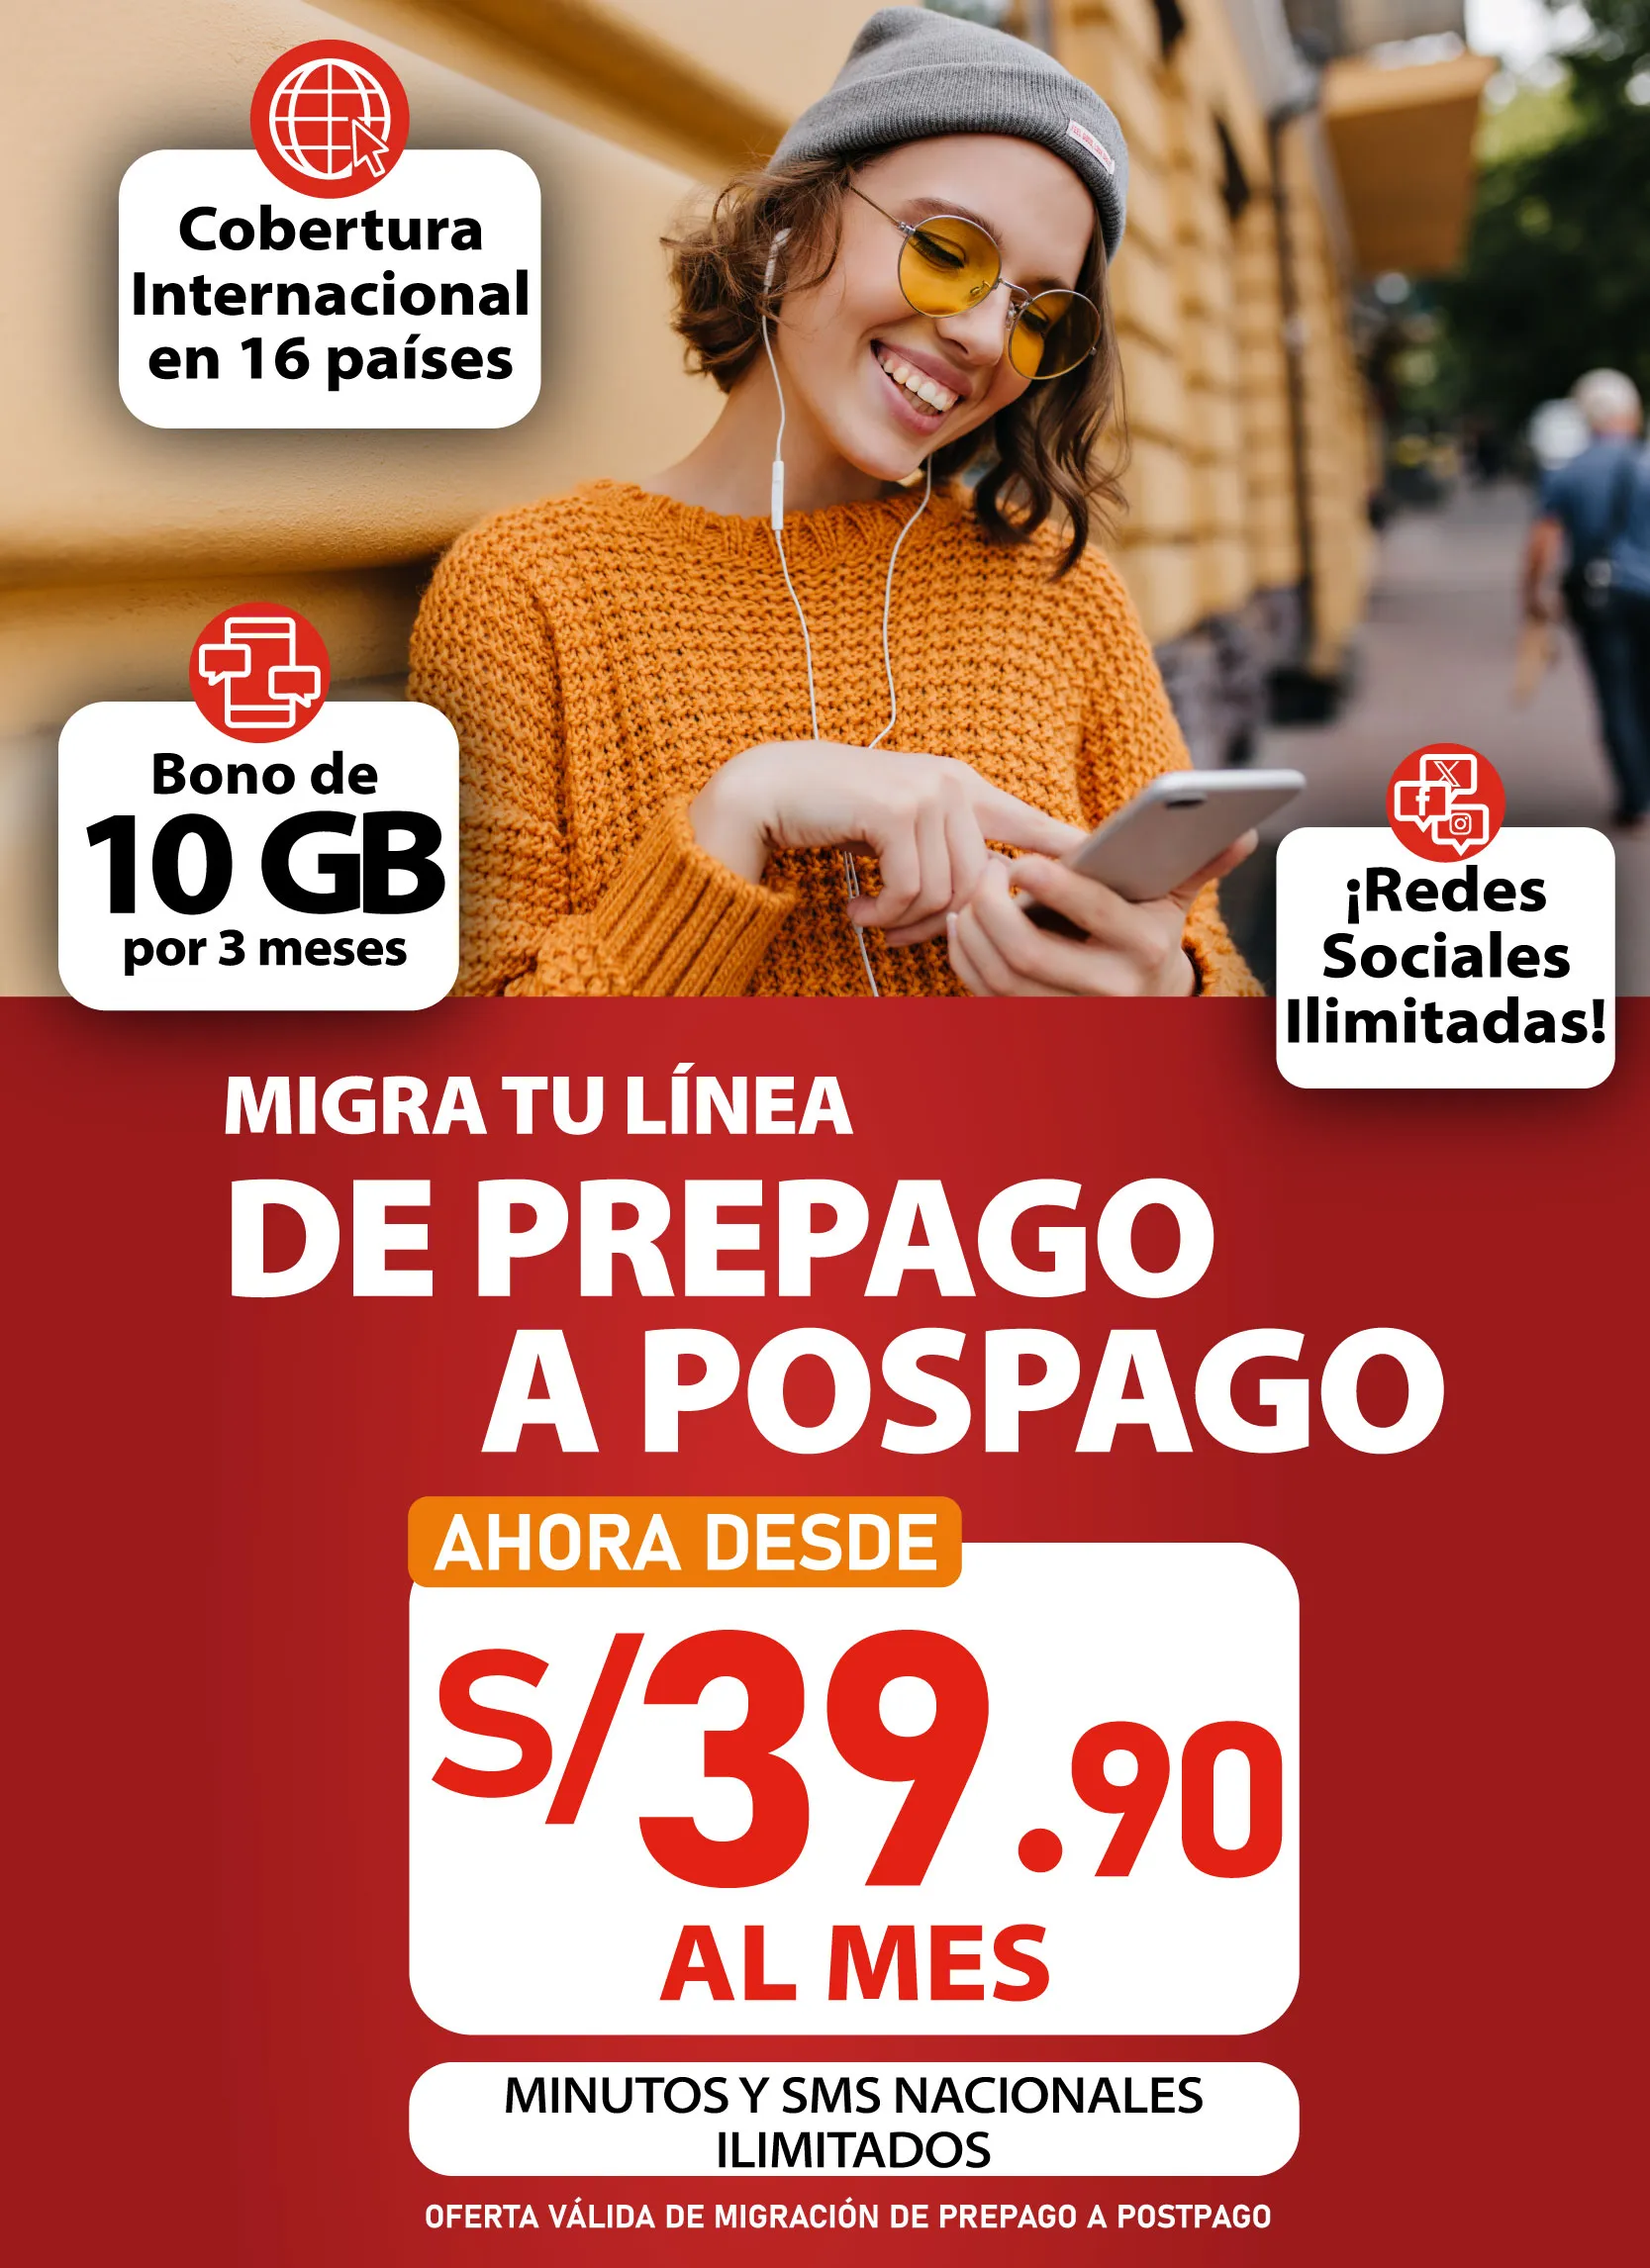 Cobertura
Internacional
en 16 países
Bono de
10 GB
por 3 meses
¡Redes
Sociales
Ilimitadas!
MIGRA TU LÍNEA
DE PREPAGO
A POSPAGO
AHORA DESDE
S/39.90
AL MES
MINUTOS Y SMS NACIONALES
ILIMITADOS
OFERTA VÁLIDA DE MIGRACIÓN DE PREPAGO A POSTPAGO